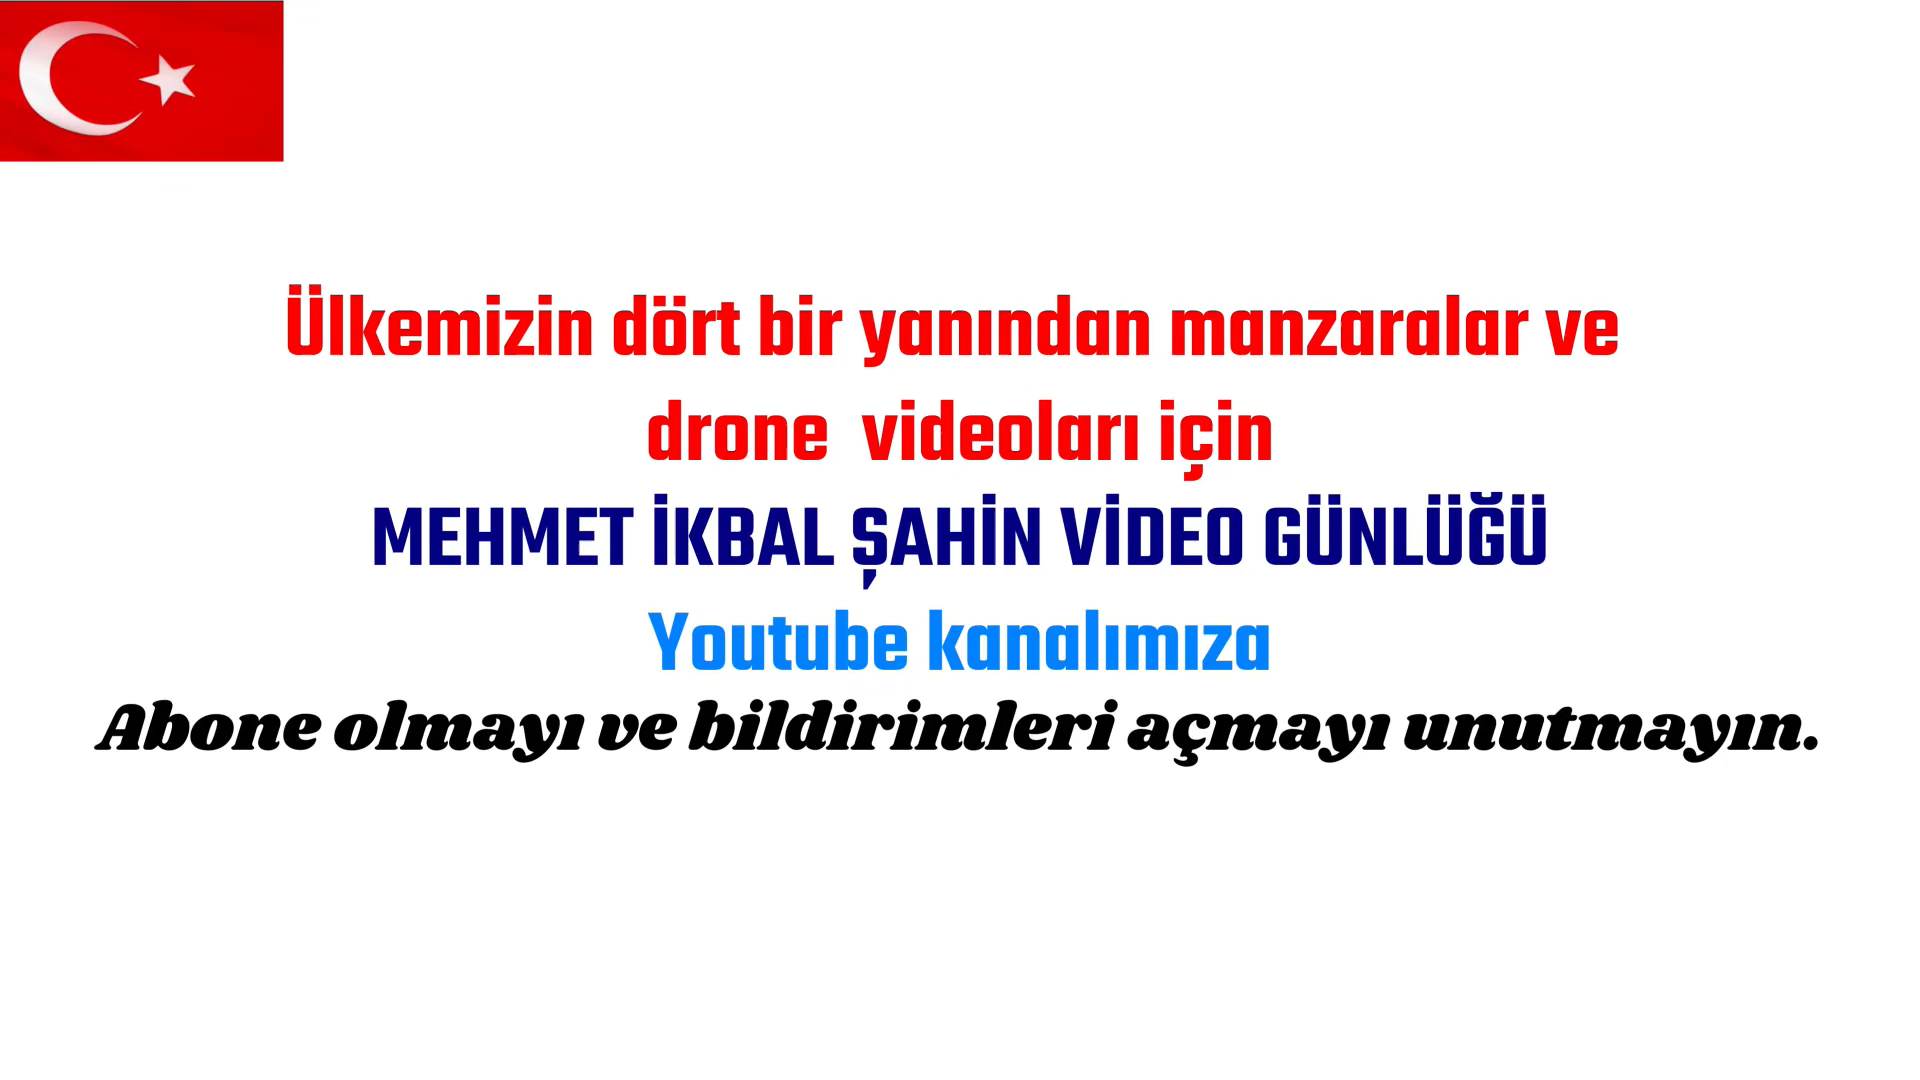 Ülkemizin dört bir yanından manzaralar ve
drone  videoları için
MEHMET İKBAL ŞAHİN VİDEO GÜNLÜĞÜ
Youtube kanalımıza
Abone olmayı ve bildirimleri açmayı unutmayın.